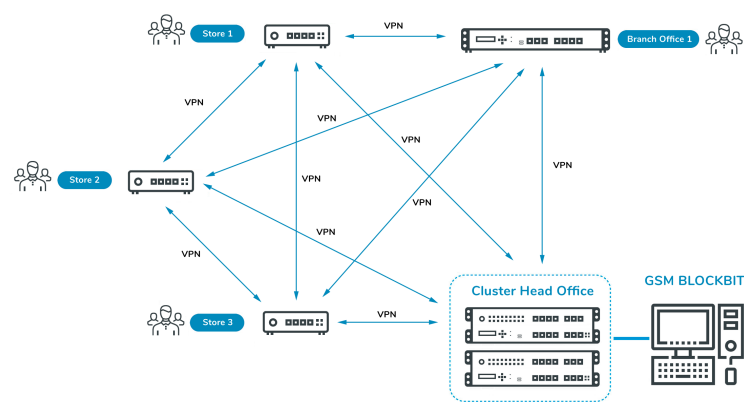 VPN
Store 1
Branch Office 1
VPN
VPN
VPN
VPN
Store 2
VPN
VPN
VPN
VPN
GSM BLOCKBIT
Cluster Head Office
VPN
Store 3